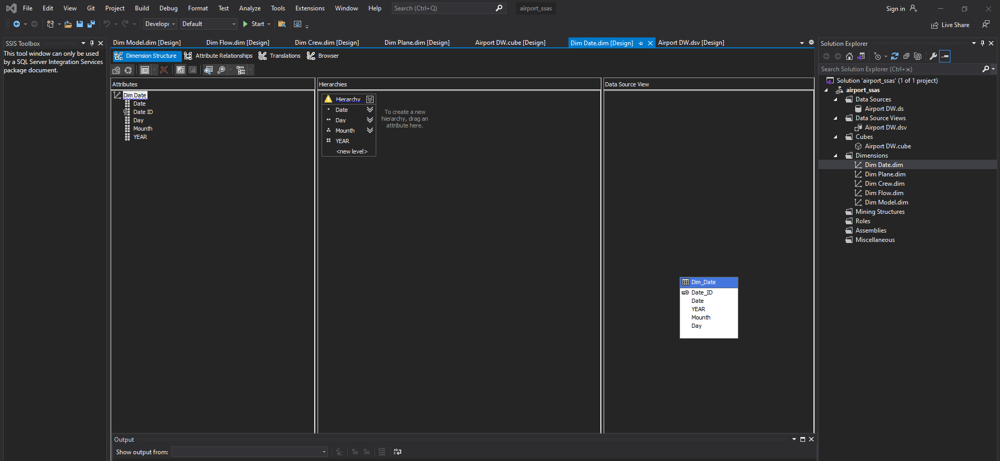 File Edit View Git Project Build Debug Format Test Analyze Tools Extensions Window Help Search (Ctrl+Q) airport_ssas Sign in
Develop Default Start Live Share
SSIS Toolbox
This tool window can only be used
by a SQL Server Integration Services
package document.
Dim Model.dim [Design] Dim Flow.dim [Design] Dim Crew.dim [Design] Dim Plane.dim [Design] Airport DW.cube [Design] Dim Date.dim [Design] Airport DW.dsv [Design]
Dimension Structure Attribute Relationships Translations Browser
Attributes
Dim Date
Date
Date ID
Day
Mounth
YEAR
Hierarchies
Hierarchy
Date
Day
Mounth
YEAR
<new level>
To create a new
hierarchy, drag an
attribute here.
Data Source View
Dim_Date
Date_ID
Date
YEAR
Mounth
Day
Output
Show output from:
Solution Explorer
Search Solution Explorer (Ctrl+ж)
Solution 'airport_ssas' (1 of 1 project)
airport_ssas
Data Sources
Airport DW.ds
Data Source Views
Airport DW.dsv
Cubes
Airport DW.cube
Dimensions
Dim Date.dim
Dim Plane.dim
Dim Crew.dim
Dim Flow.dim
Dim Model.dim
Mining Structures
Roles
Assemblies
Miscellaneous